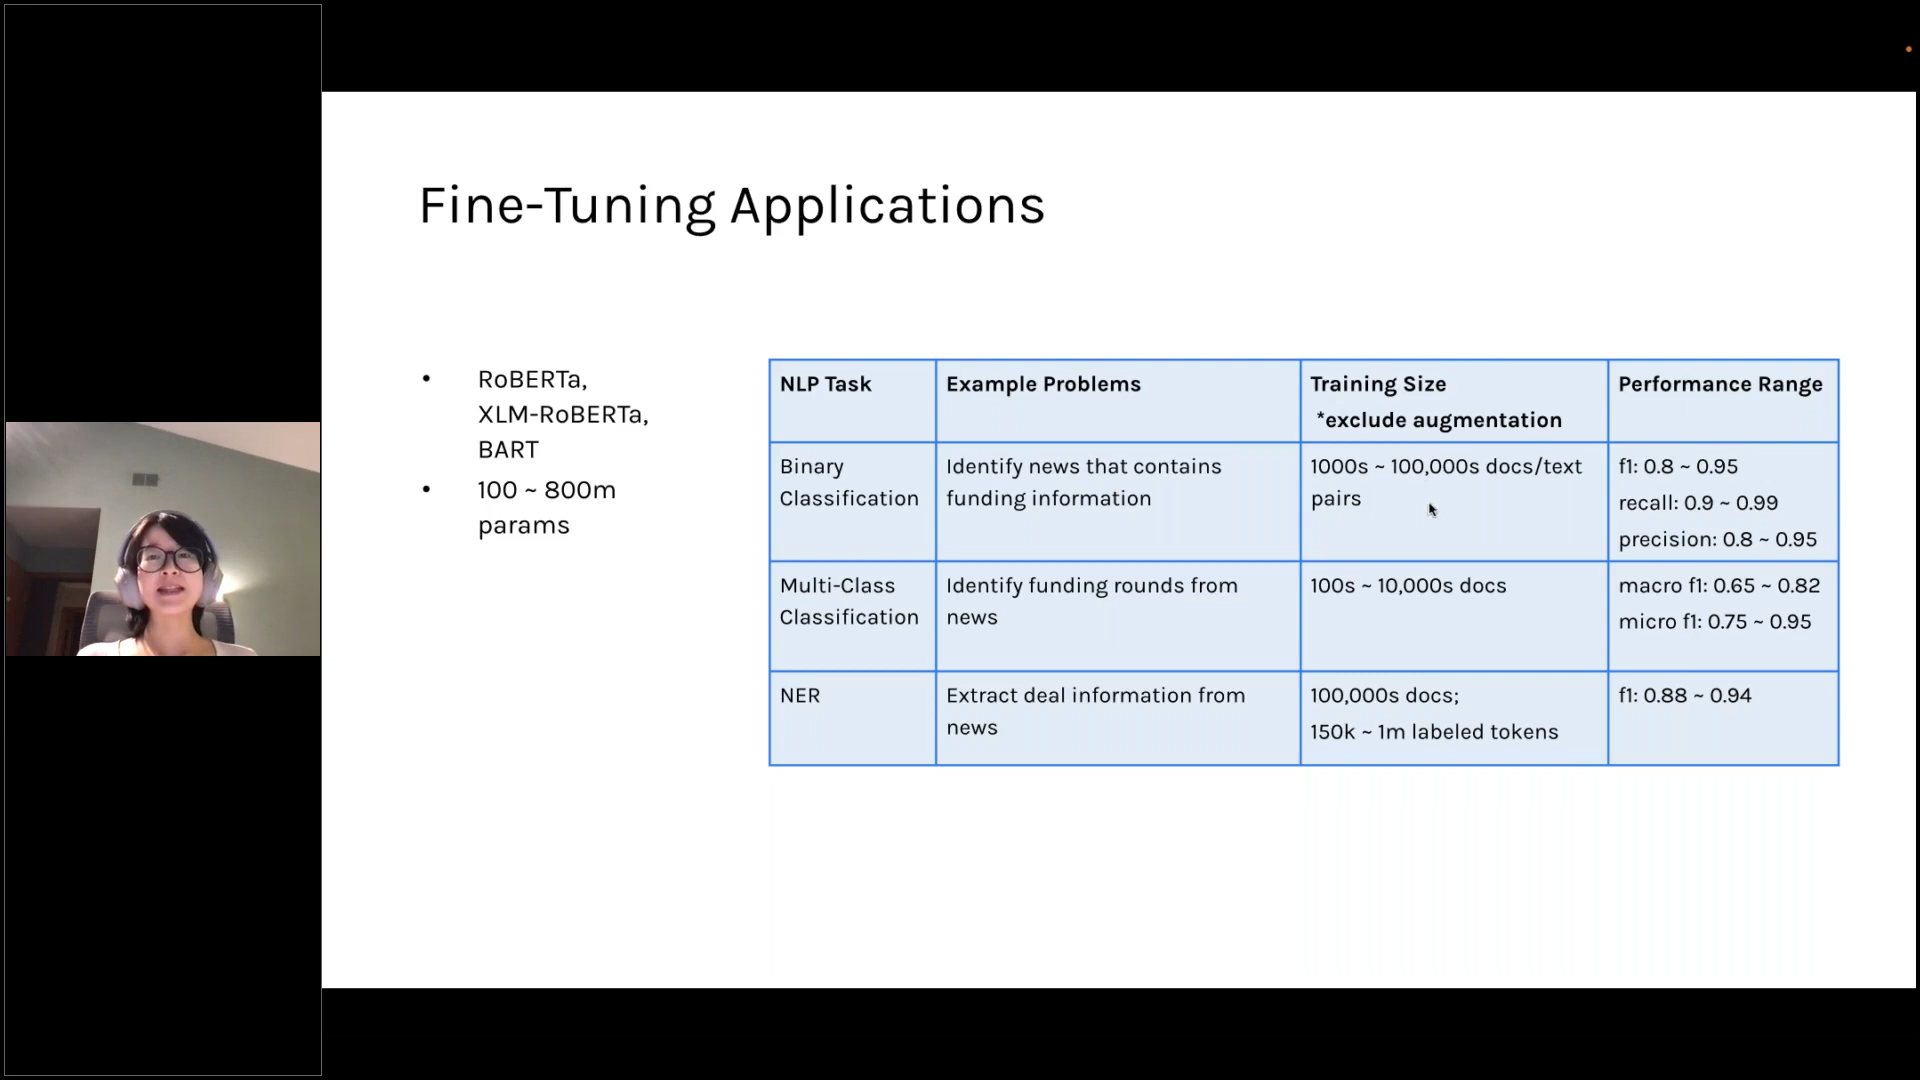 Fine-Tuning Applications
• RoBERTa,
XLM-RoBERTa,
BART
• 100 ~ 800m
params
NLP Task
Example Problems
Training Size
*exclude augmentation
Performance Range
Binary
Classification
Identify news that contains
funding information
1000s ~ 100,000s docs/text
pairs
f1: 0.8 ~ 0.95
recall: 0.9 ~ 0.99
precision: 0.8 ~ 0.95
Multi-Class
Classification
Identify funding rounds from
news
100s ~ 10,000s docs
macro f1: 0.65 ~ 0.82
micro f1: 0.75 ~ 0.95
NER
Extract deal information from
news
100,000s docs;
150k ~ 1m labeled tokens
f1: 0.88 ~ 0.94